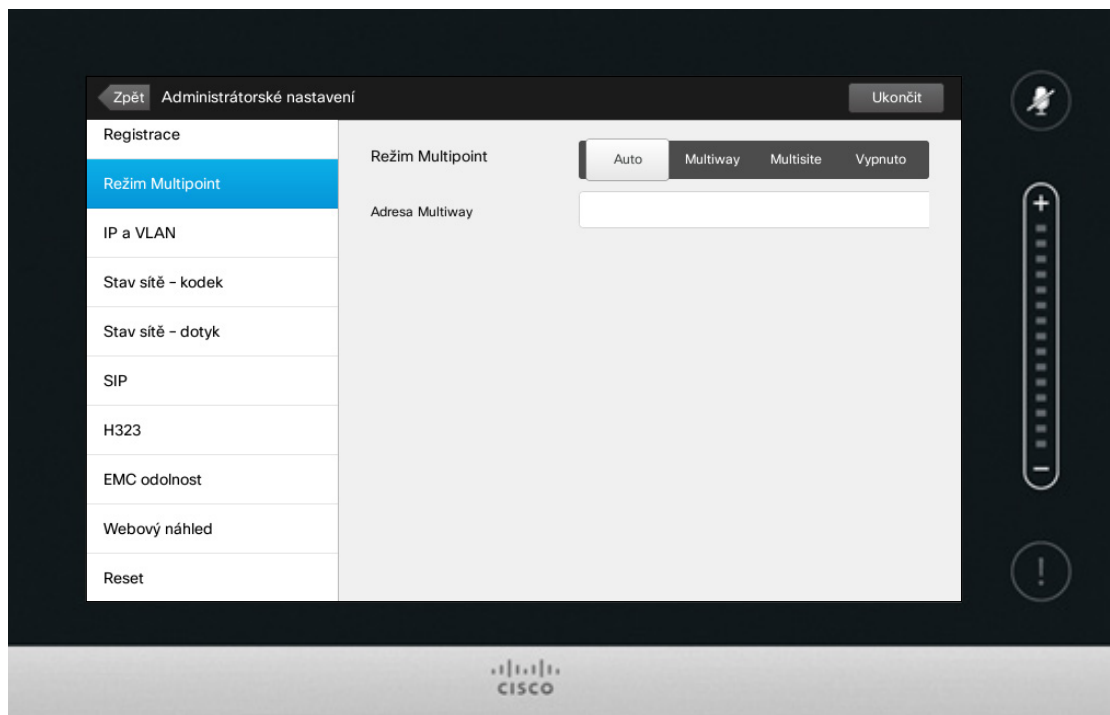 Zpět Administrátorské nastavení Ukončit
Registrace
Režim Multipoint
IP a VLAN
Stav sítě – kodek
Stav sítě – dotyk
SIP
H323
EMC odolnost
Webový náhled
Reset
Režim Multipoint Auto Multiway Multisite Vypnuto
Adresa Multiway
+
–
!
CISCO